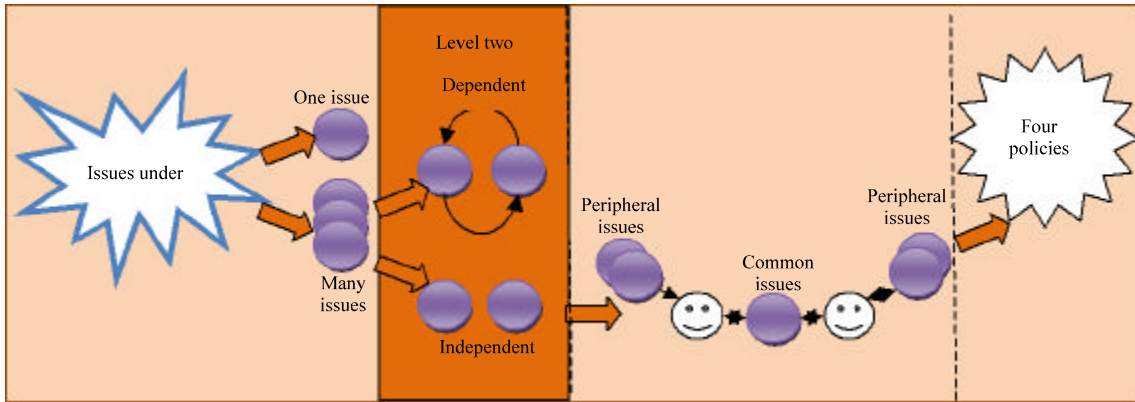 Issues under
One issue
Many
issues
Level two
Dependent
Independent
Peripheral
issues
Common
issues
Peripheral
issues
Four
policies